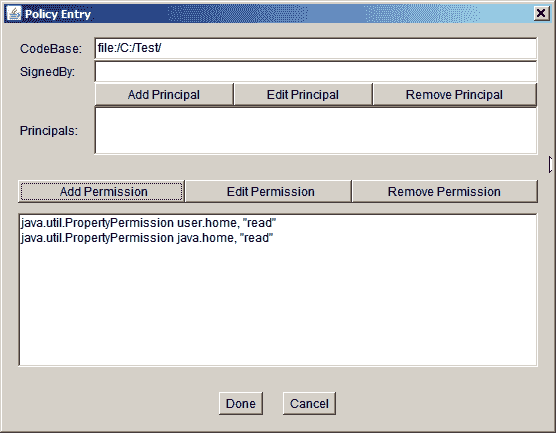 Policy Entry
CodeBase: file:/C:/Test/
SignedBy:
Add Principal Edit Principal Remove Principal
Principals:
Add Permission Edit Permission Remove Permission
java.util.PropertyPermission user.home, "read"
java.util.PropertyPermission java.home, "read"
Done Cancel